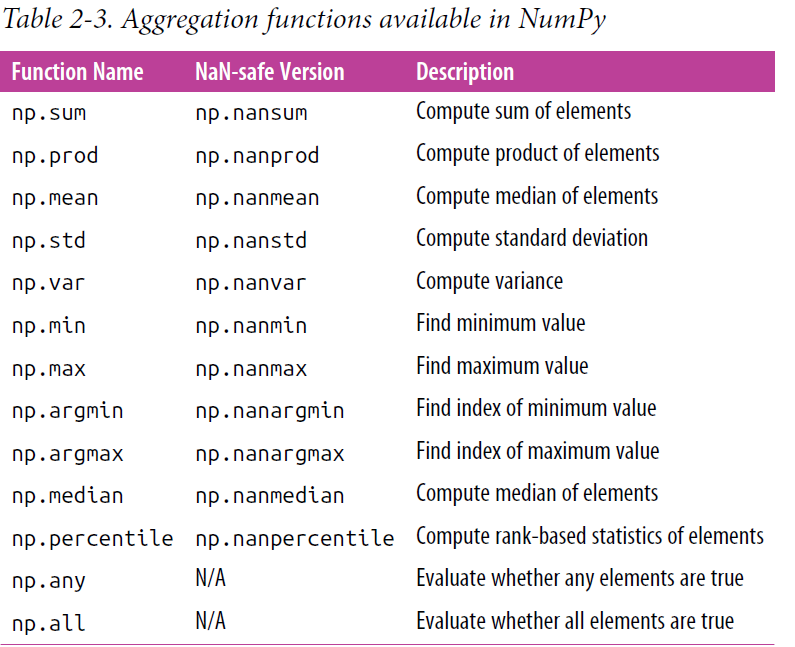 Table 2-3. Aggregation functions available in NumPy
Function Name NaN-safe Version Description
np.sum np.nansum Compute sum of elements
np.prod np.nanprod Compute product of elements
np.mean np.nanmean Compute median of elements
np.std np.nanstd Compute standard deviation
np.var np.nanvar Compute variance
np.min np.nanmin Find minimum value
np.max np.nanmax Find maximum value
np.argmin np.nanargmin Find index of minimum value
np.argmax np.nanargmax Find index of maximum value
np.median np.nanmedian Compute median of elements
np.percentile np.nanpercentile Compute rank-based statistics of elements
np.any N/A Evaluate whether any elements are true
np.all N/A Evaluate whether all elements are true